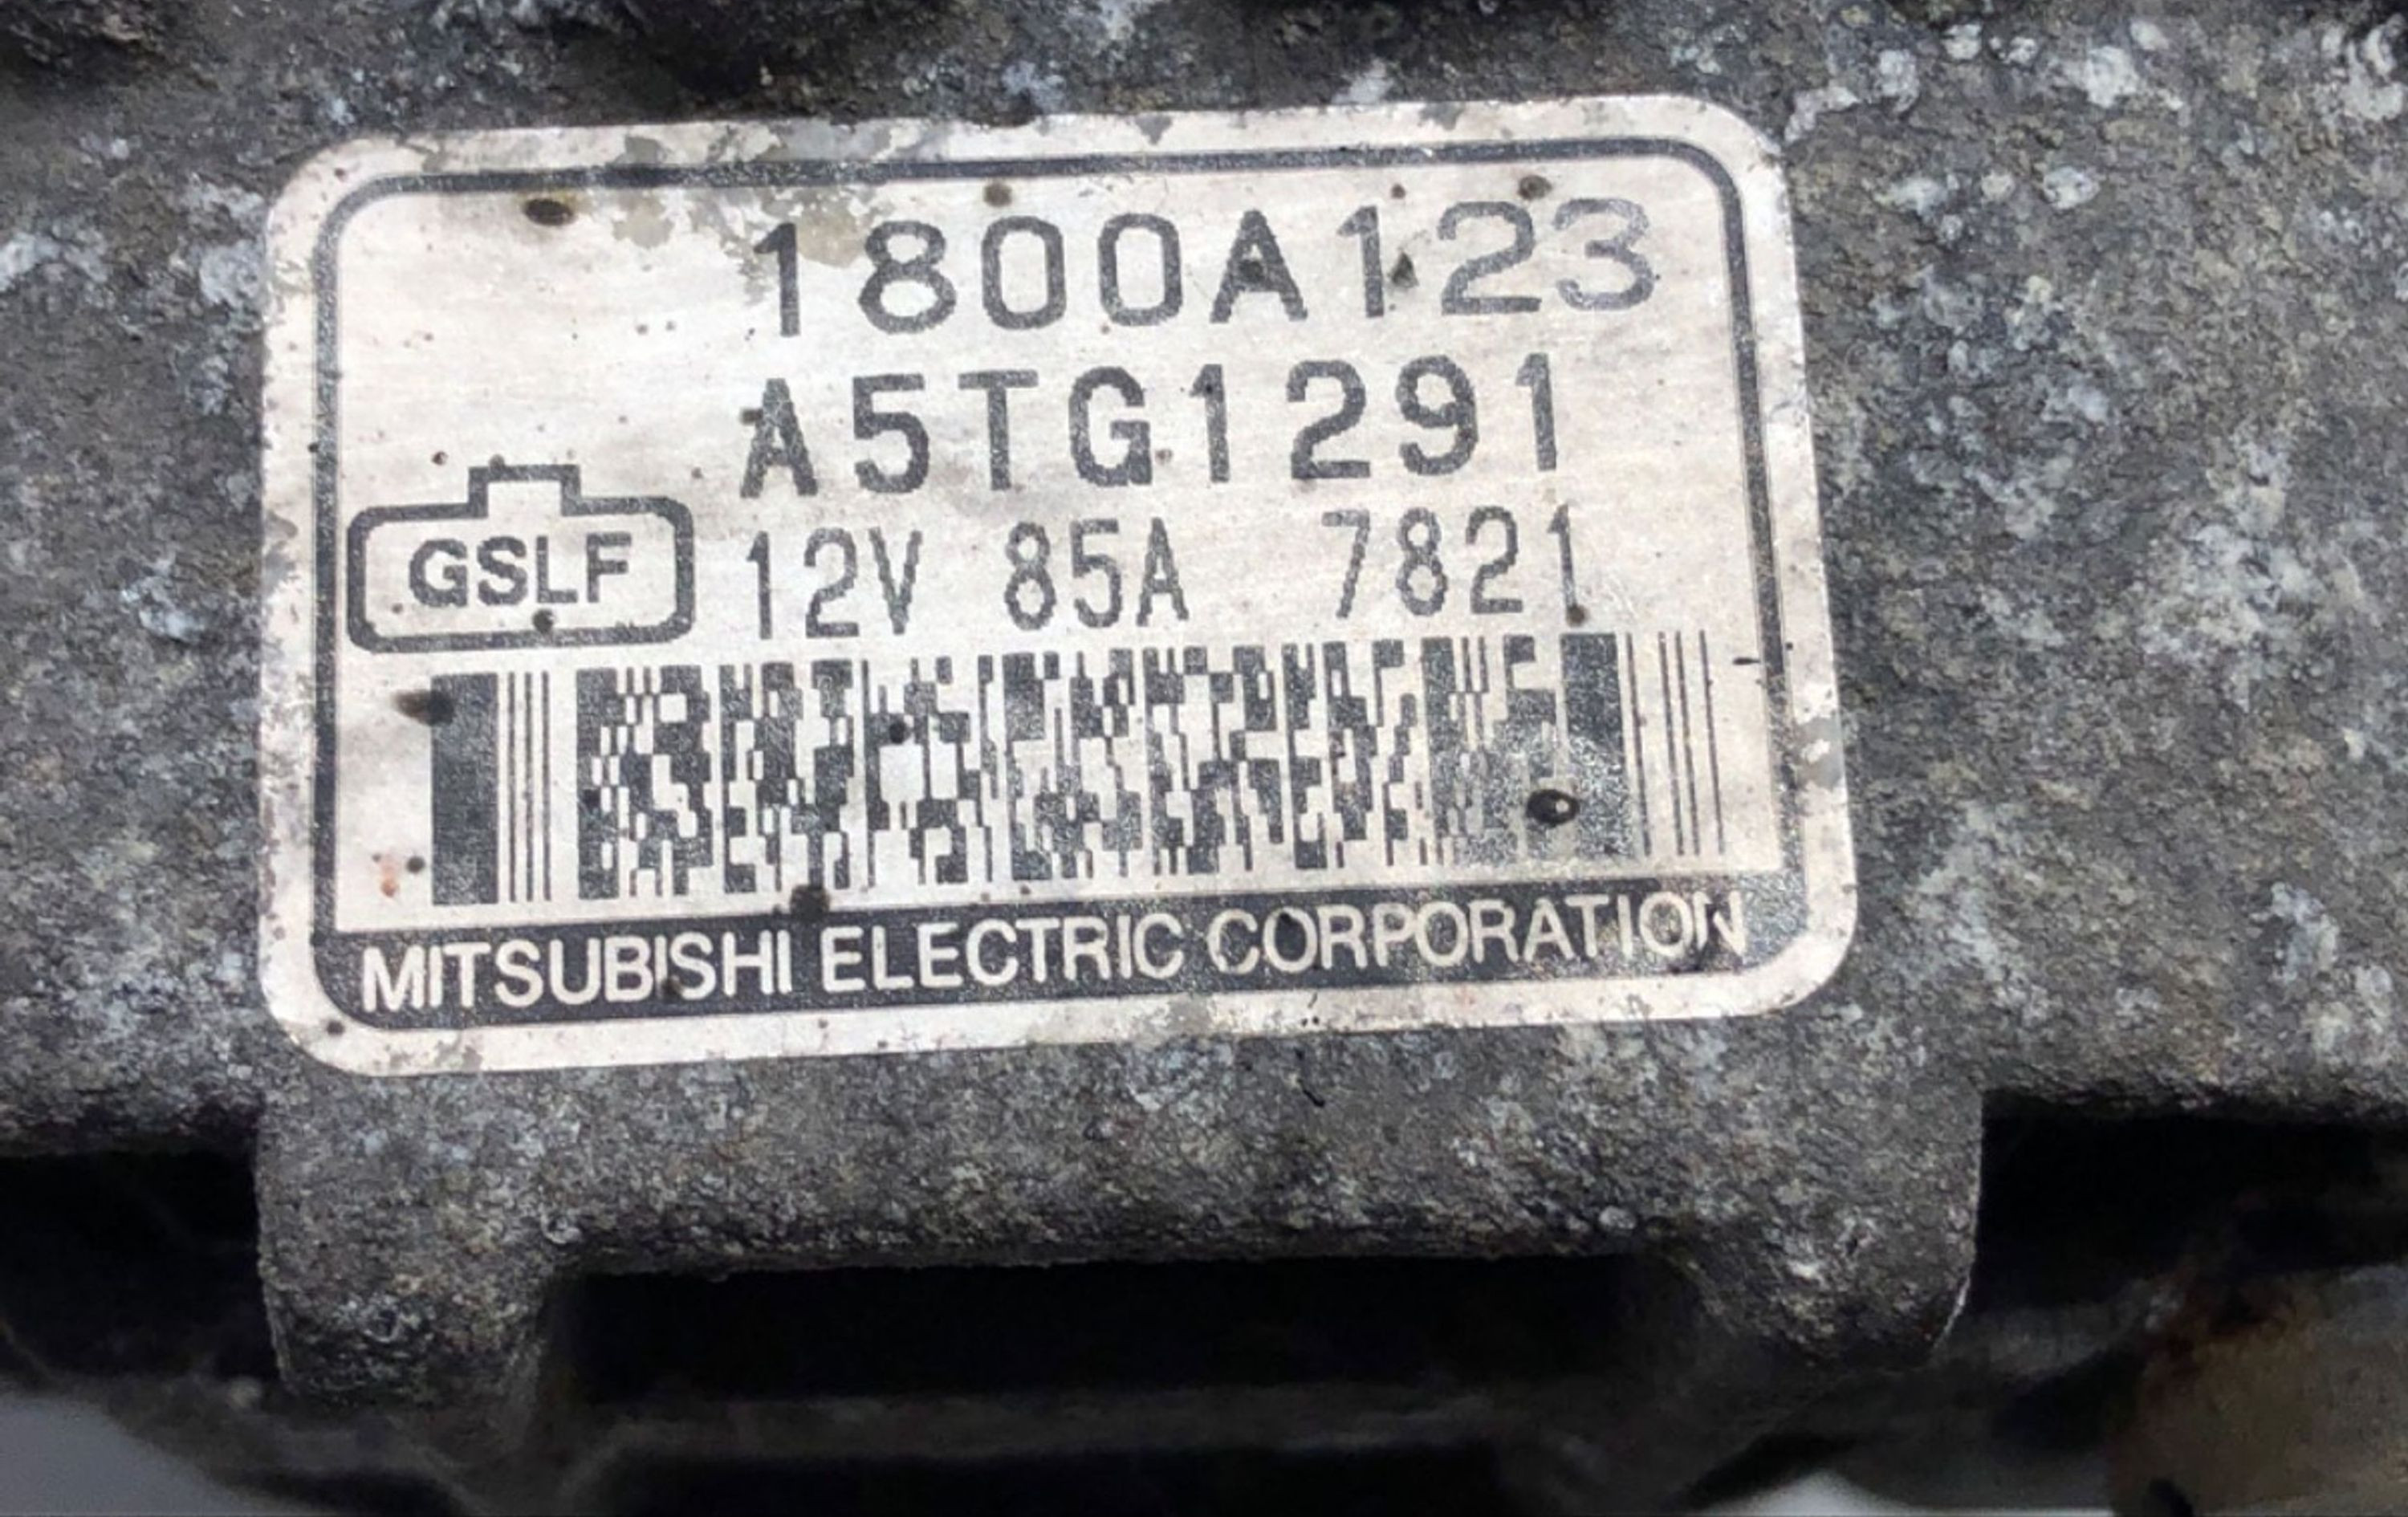 1800A123
A5TG1291
GSLF 12V 85A 7821
MITSUBISHI ELECTRIC CORPORATION